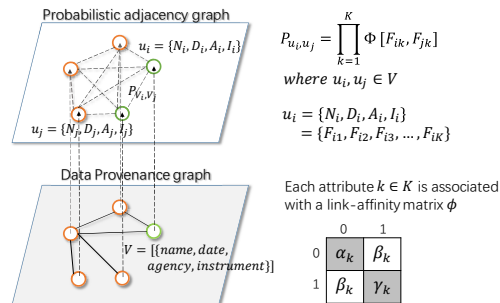 Probabilistic adjacency graph
u_i = {N_i, D_i, A_i, I_i}
P_{V_i,V_j}
u_j = {N_j, D_j, A_j, I_j}
Data Provenance graph
V = [{name, date,
agency, instrument}]
P_{u_i,u_j} = ∏_{k=1}^{K} Φ [F_{ik}, F_{jk}]
where u_i, u_j ∈ V
u_i = {N_i, D_i, A_i, I_i}
= {F_{i1}, F_{i2}, F_{i3}, …, F_{iK}}
Each attribute k ∈ K is associated
with a link-affinity matrix ϕ
0 1
0 α_k β_k
1 β_k γ_k